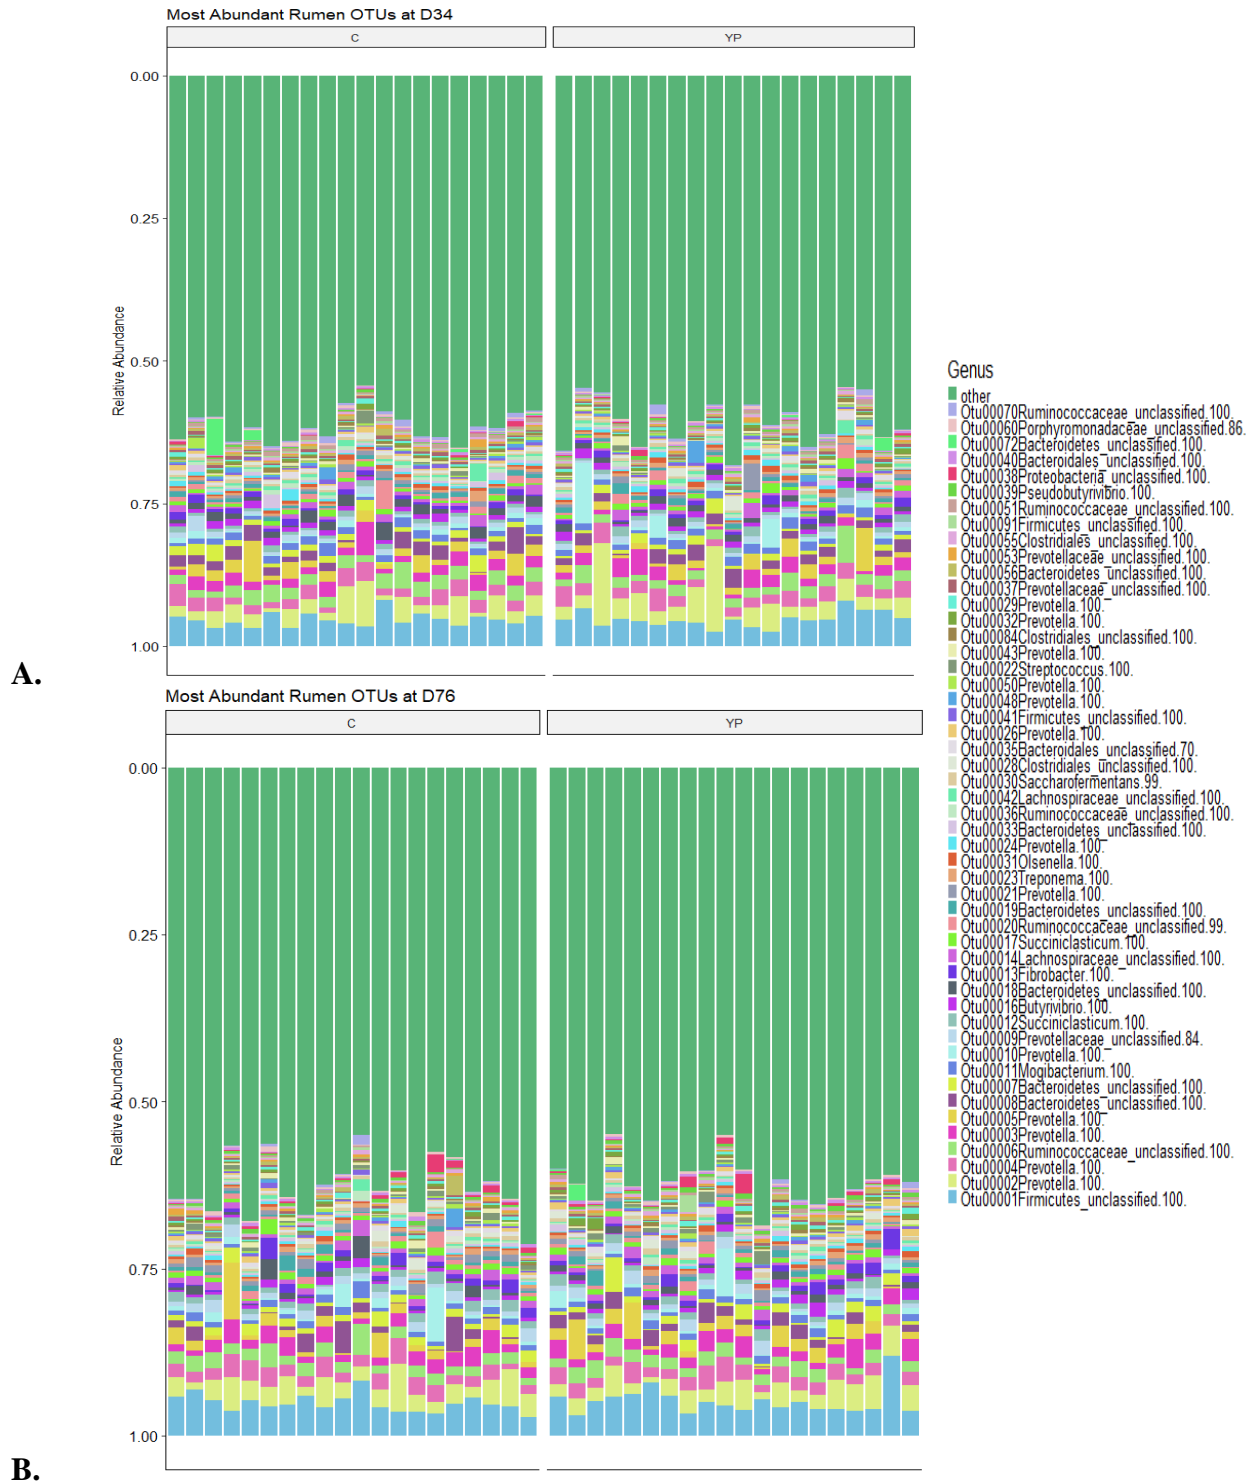 Most Abundant Rumen OTUs at D34
C
YP
0.00
0.25
0.50
0.75
1.00
Relative Abundance
A.
Most Abundant Rumen OTUs at D76
C
YP
0.00
0.25
0.50
0.75
1.00
Relative Abundance
B.
Genus
other
Otu00070Ruminococcaceae_unclassified.100.
Otu00060Porphyromonadaceae_unclassified.86.
Otu00072Bacteroidetes_unclassified.100.
Otu00040Bacteroidales_unclassified.100.
Otu00038Proteobacteria_unclassified.100.
Otu00039Pseudobutyrivibrio.100.
Otu00051Ruminococcaceae_unclassified.100.
Otu00091Firmicutes_unclassified.100.
Otu00055Clostridiales_unclassified.100.
Otu00053Prevotellaceae_unclassified.100.
Otu00056Bacteroidetes_unclassified.100.
Otu00037Prevotellaceae_unclassified.100.
Otu00029Prevotella.100.
Otu00032Prevotella.100.
Otu00084Clostridiales_unclassified.100.
Otu00043Prevotella.100.
Otu00022Streptococcus.100.
Otu00050Prevotella.100.
Otu00048Prevotella.100.
Otu00041Firmicutes_unclassified.100.
Otu00026Prevotella.100.
Otu00035Bacteroidales_unclassified.70.
Otu00028Clostridiales_unclassified.100.
Otu00030Saccharofermentans.99.
Otu00042Lachnospiraceae_unclassified.100.
Otu00036Ruminococcaceae_unclassified.100.
Otu00033Bacteroidetes_unclassified.100.
Otu00024Prevotella.100.
Otu00031Olsenella.100.
Otu00023Treponema.100.
Otu00021Prevotella.100.
Otu00019Bacteroidetes_unclassified.100.
Otu00020Ruminococcaceae_unclassified.99.
Otu00017Succiniclasticum.100.
Otu00014Lachnospiraceae_unclassified.100.
Otu00013Fibrobacter.100.
Otu00018Bacteroidetes_unclassified.100.
Otu00016Butyrivibrio.100.
Otu00012Succiniclasticum.100.
Otu00009Prevotellaceae_unclassified.84.
Otu00010Prevotella.100.
Otu00011Mogibacterium.100.
Otu00007Bacteroidetes_unclassified.100.
Otu00008Bacteroidetes_unclassified.100.
Otu00005Prevotella.100.
Otu00003Prevotella.100.
Otu00006Ruminococcaceae_unclassified.100.
Otu00004Prevotella.100.
Otu00002Prevotella.100.
Otu00001Firmicutes_unclassified.100.